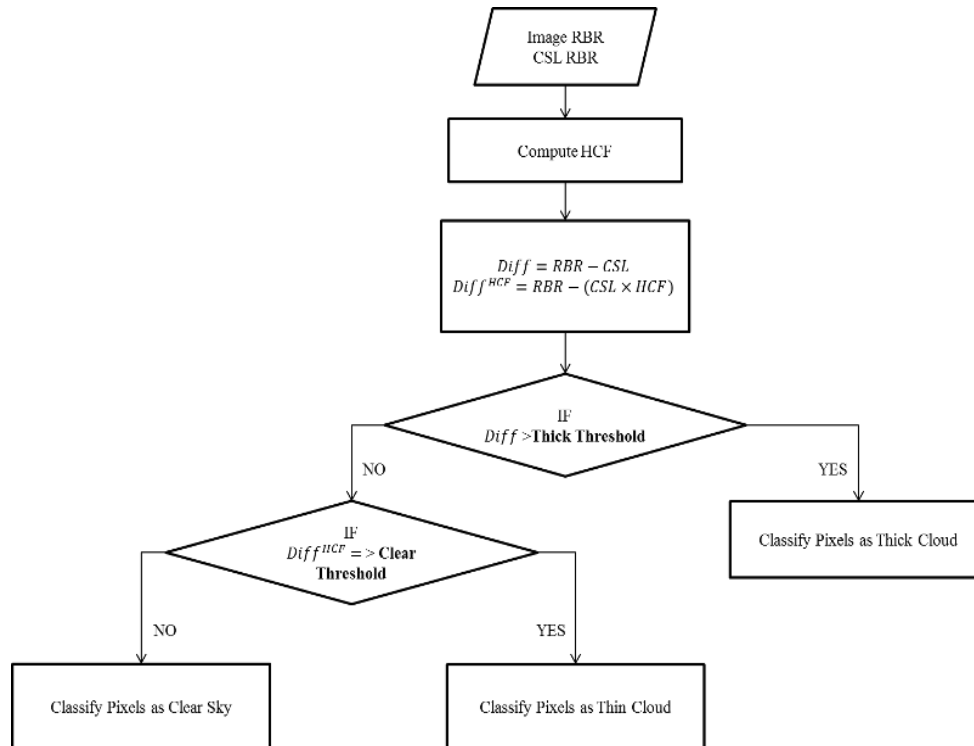 Image RBR
CSL RBR
Compute HCF
Diff = RBR − CSL
Diff^HCF = RBR − (CSL × HCF)
IF
Diff >Thick Threshold
NO
YES
IF
Diff^HCF = > Clear
Threshold
Classify Pixels as Thick Cloud
NO
YES
Classify Pixels as Clear Sky
Classify Pixels as Thin Cloud